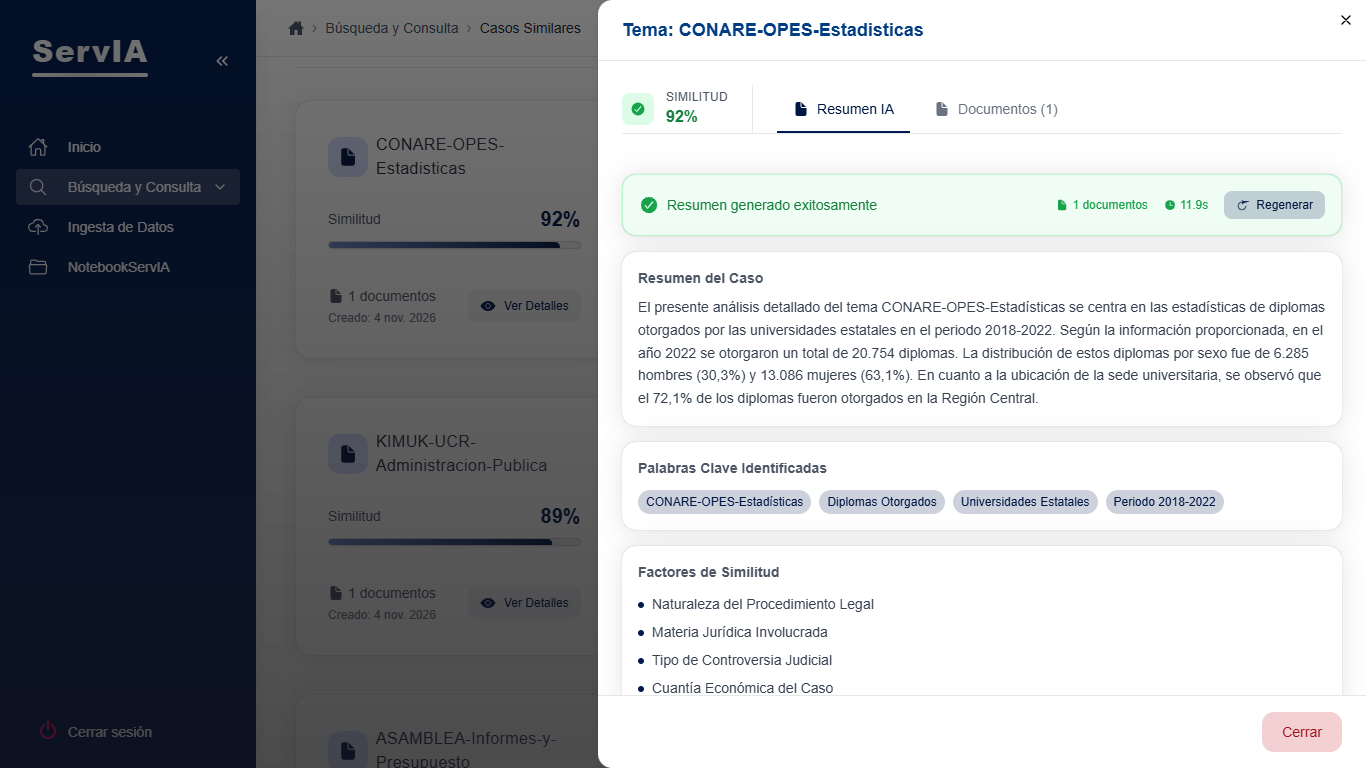 ServIA
«
Inicio
Búsqueda y Consulta
Ingesta de Datos
NotebookServIA
Cerrar sesión
Búsqueda y Consulta › Casos Similares
CONARE-OPES-
Estadisticas
Similitud 92%
1 documentos
Creado: 4 nov. 2026
Ver Detalles
KIMUK-UCR-
Administracion-Publica
Similitud 89%
1 documentos
Creado: 4 nov. 2026
Ver Detalles
ASAMBLEA-Informes-y-
Presupuesto
Tema: CONARE-OPES-Estadisticas
SIMILITUD
92%
Resumen IA
Documentos (1)
Resumen generado exitosamente
1 documentos
11.9s
Regenerar
Resumen del Caso
El presente análisis detallado del tema CONARE-OPES-Estadísticas se centra en las estadísticas de diplomas
otorgados por las universidades estatales en el periodo 2018-2022. Según la información proporcionada, en el
año 2022 se otorgaron un total de 20.754 diplomas. La distribución de estos diplomas por sexo fue de 6.285
hombres (30,3%) y 13.086 mujeres (63,1%). En cuanto a la ubicación de la sede universitaria, se observó que
el 72,1% de los diplomas fueron otorgados en la Región Central.
Palabras Clave Identificadas
CONARE-OPES-Estadísticas
Diplomas Otorgados
Universidades Estatales
Periodo 2018-2022
Factores de Similitud
Naturaleza del Procedimiento Legal
Materia Jurídica Involucrada
Tipo de Controversia Judicial
Cuantía Económica del Caso
Cerrar